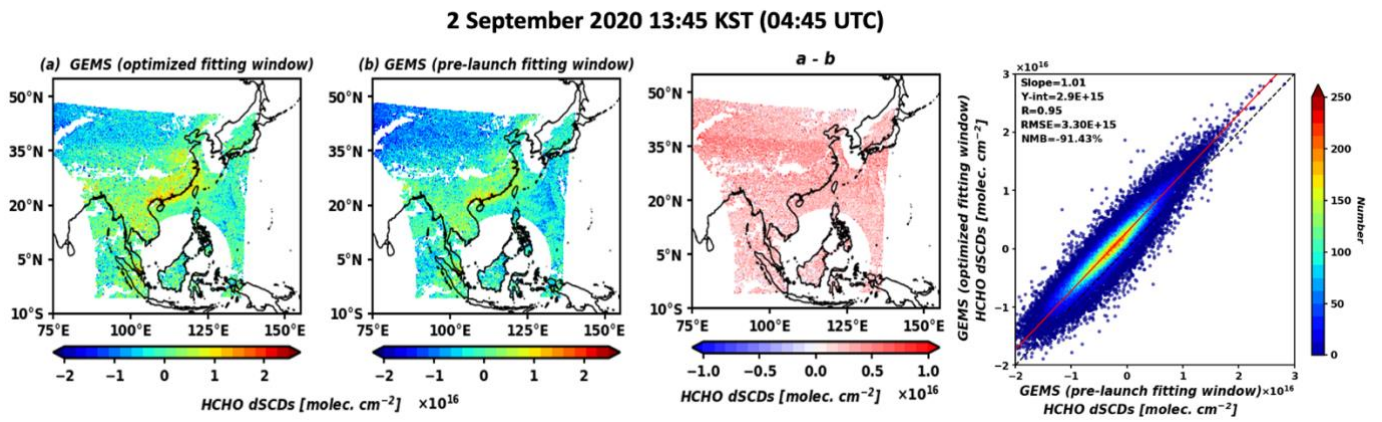 2 September 2020 13:45 KST (04:45 UTC)
(a) GEMS (optimized fitting window)
50°N
35°N
20°N
5°N
10°S
75°E 100°E 125°E 150°E
−2 −1 0 1 2
HCHO dSCDs [molec. cm⁻²] ×10¹⁶
(b) GEMS (pre-launch fitting window)
50°N
35°N
20°N
5°N
10°S
75°E 100°E 125°E 150°E
−2 −1 0 1 2
HCHO dSCDs [molec. cm⁻²] ×10¹⁶
a - b
50°N
35°N
20°N
5°N
10°S
75°E 100°E 125°E 150°E
−1.0 −0.5 0.0 0.5 1.0
HCHO dSCDs [molec. cm⁻²] ×10¹⁶
×10¹⁶
Slope=1.01
Y-int=2.9E+15
R=0.95
RMSE=3.30E+15
NMB=-91.43%
GEMS (optimized fitting window)
HCHO dSCDs [molec. cm⁻²]
3
2
1
0
−1
−2
−2 −1 0 1 2 3
GEMS (pre-launch fitting window) ×10¹⁶
HCHO dSCDs [molec. cm⁻²]
250
200
150
100
50
0
Number